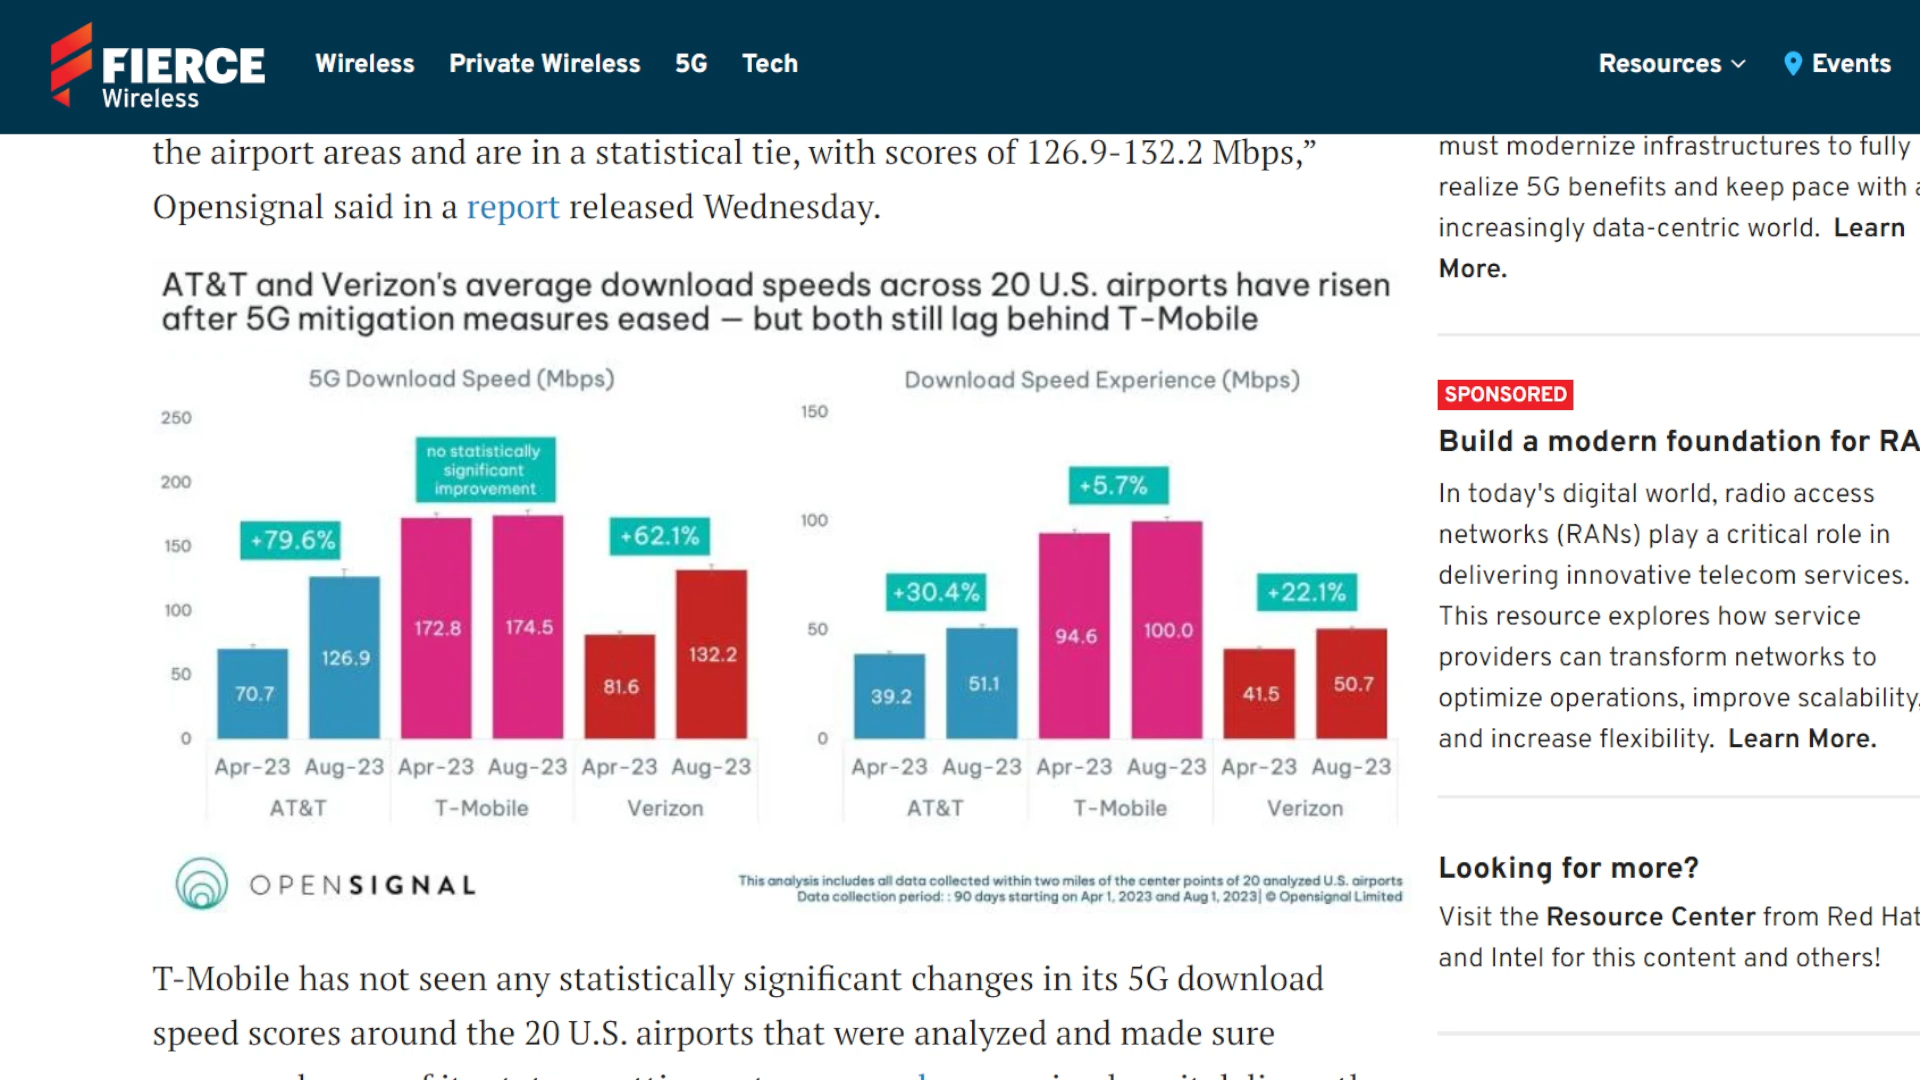 FIERCE
Wireless
Wireless Private Wireless 5G Tech
Resources Events
the airport areas and are in a statistical tie, with scores of 126.9-132.2 Mbps,”
Opensignal said in a report released Wednesday.
AT&T and Verizon's average download speeds across 20 U.S. airports have risen
after 5G mitigation measures eased — but both still lag behind T-Mobile
5G Download Speed (Mbps)
250
200
150
100
50
0
+79.6%
no statistically
significant
improvement
+62.1%
70.7
126.9
172.8
174.5
81.6
132.2
Apr-23 Aug-23 Apr-23 Aug-23 Apr-23 Aug-23
AT&T T-Mobile Verizon
Download Speed Experience (Mbps)
150
100
50
0
+30.4%
+5.7%
+22.1%
39.2
51.1
94.6
100.0
41.5
50.7
Apr-23 Aug-23 Apr-23 Aug-23 Apr-23 Aug-23
AT&T T-Mobile Verizon
OPENSIGNAL
This analysis includes all data collected within two miles of the center points of 20 analyzed U.S. airports
Data collection period: : 90 days starting on Apr 1, 2023 and Aug 1, 2023| © Opensignal Limited
T-Mobile has not seen any statistically significant changes in its 5G download
speed scores around the 20 U.S. airports that were analyzed and made sure
must modernize infrastructures to fully
realize 5G benefits and keep pace with
increasingly data-centric world. Learn
More.
SPONSORED
Build a modern foundation for RA
In today's digital world, radio access
networks (RANs) play a critical role in
delivering innovative telecom services.
This resource explores how service
providers can transform networks to
optimize operations, improve scalability,
and increase flexibility. Learn More.
Looking for more?
Visit the Resource Center from Red Hat
and Intel for this content and others!